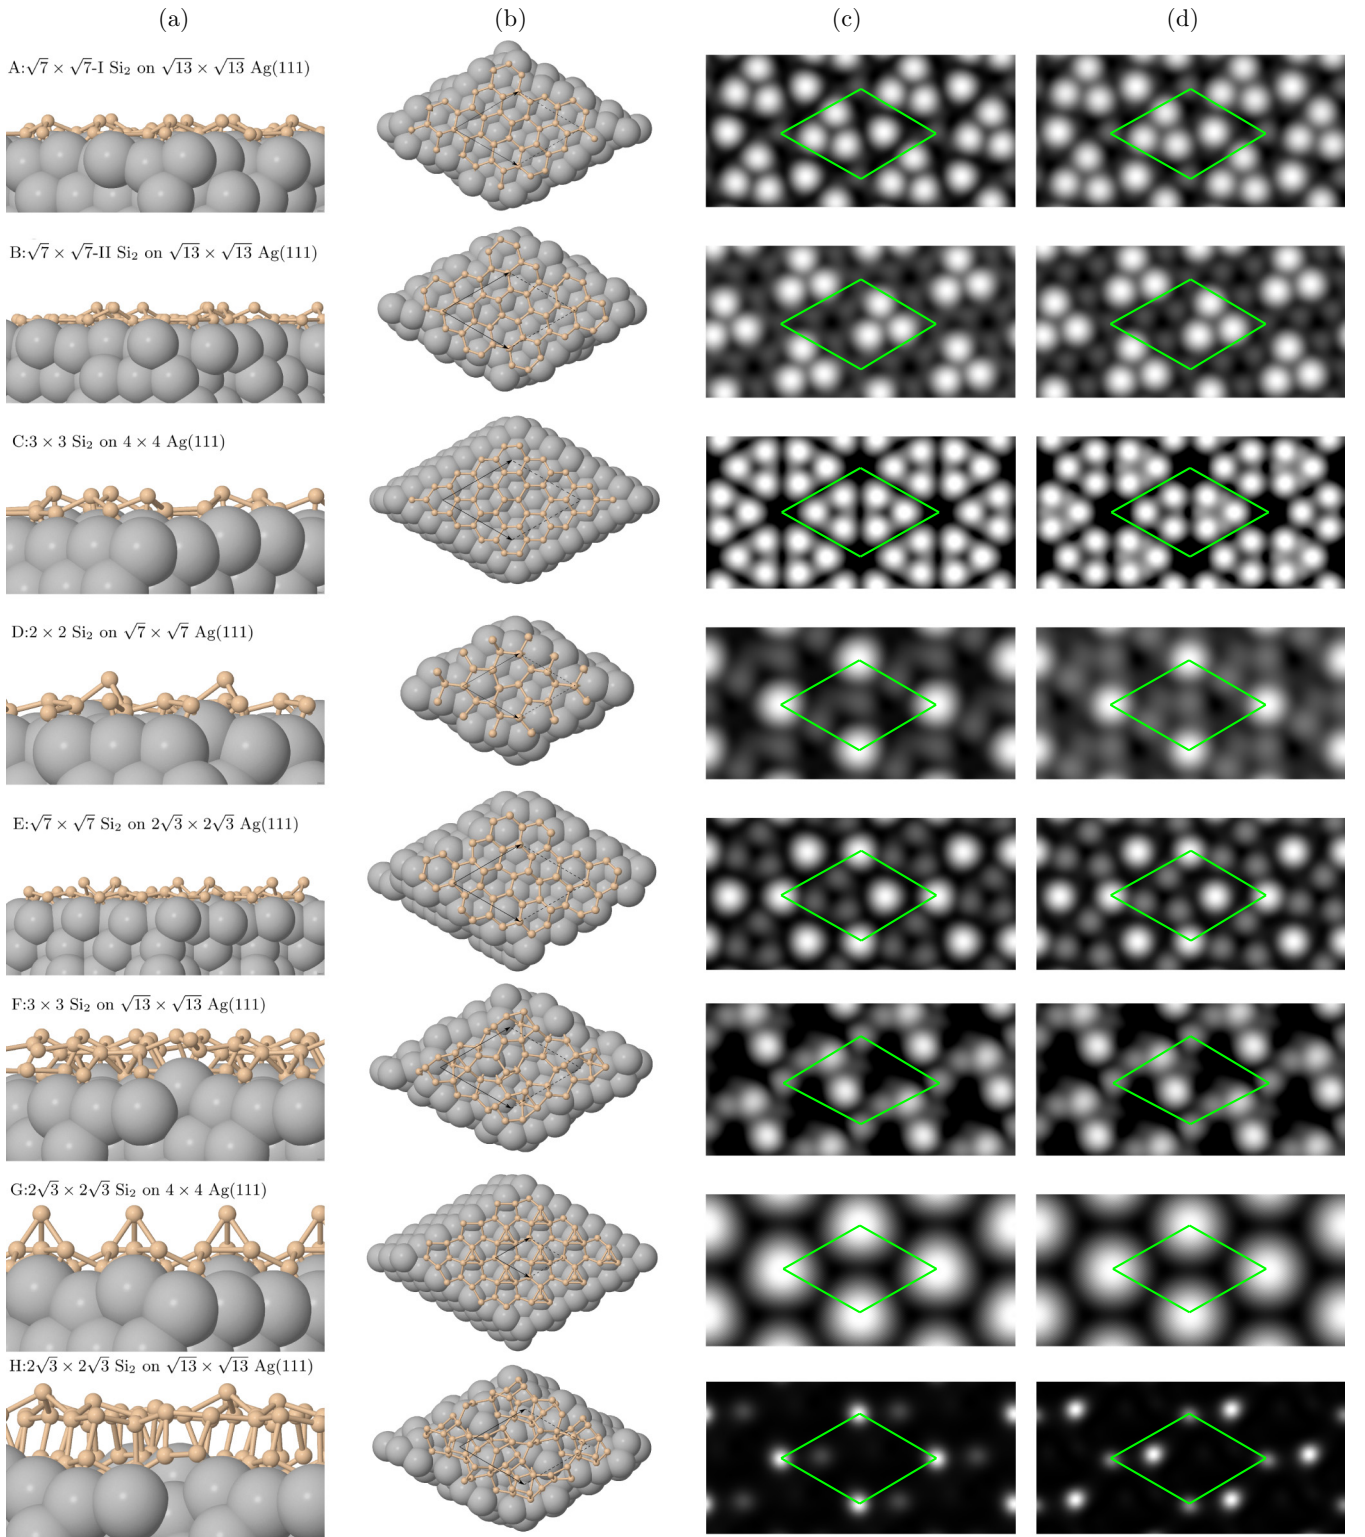 (a) (b) (c) (d)
A:√7 × √7-I Si₂ on √13 × √13 Ag(111)
B:√7 × √7-II Si₂ on √13 × √13 Ag(111)
C:3 × 3 Si₂ on 4 × 4 Ag(111)
D:2 × 2 Si₂ on √7 × √7 Ag(111)
E:√7 × √7 Si₂ on 2√3 × 2√3 Ag(111)
F:3 × 3 Si₂ on √13 × √13 Ag(111)
G:2√3 × 2√3 Si₂ on 4 × 4 Ag(111)
H:2√3 × 2√3 Si₂ on √13 × √13 Ag(111)